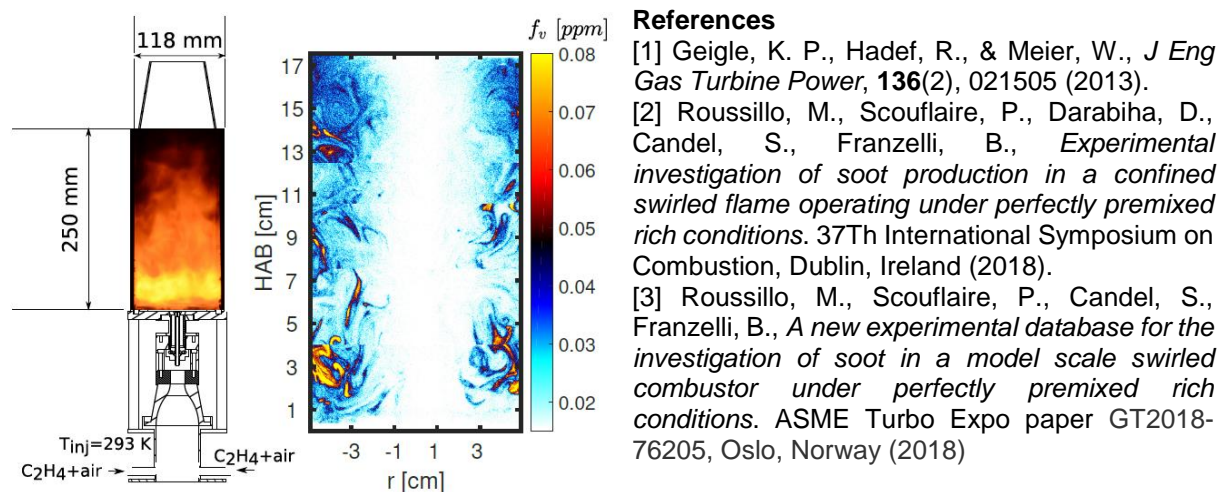 118 mm
250 mm
Tinj=293 K
C2H4+air
C2H4+air
fv [ppm]
17
15
13
11
9
7
5
3
1
HAB [cm]
-3
-1
1
3
r [cm]
0.08
0.07
0.06
0.05
0.04
0.03
0.02
References
[1] Geigle, K. P., Hadef, R., & Meier, W., J Eng
Gas Turbine Power, 136(2), 021505 (2013).
[2] Roussillo, M., Scouflaire, P., Darabiha, D.,
Candel, S., Franzelli, B., Experimental
investigation of soot production in a confined
swirled flame operating under perfectly premixed
rich conditions. 37Th International Symposium on
Combustion, Dublin, Ireland (2018).
[3] Roussillo, M., Scouflaire, P., Candel, S.,
Franzelli, B., A new experimental database for the
investigation of soot in a model scale swirled
combustor under perfectly premixed rich
conditions. ASME Turbo Expo paper GT2018-
76205, Oslo, Norway (2018)